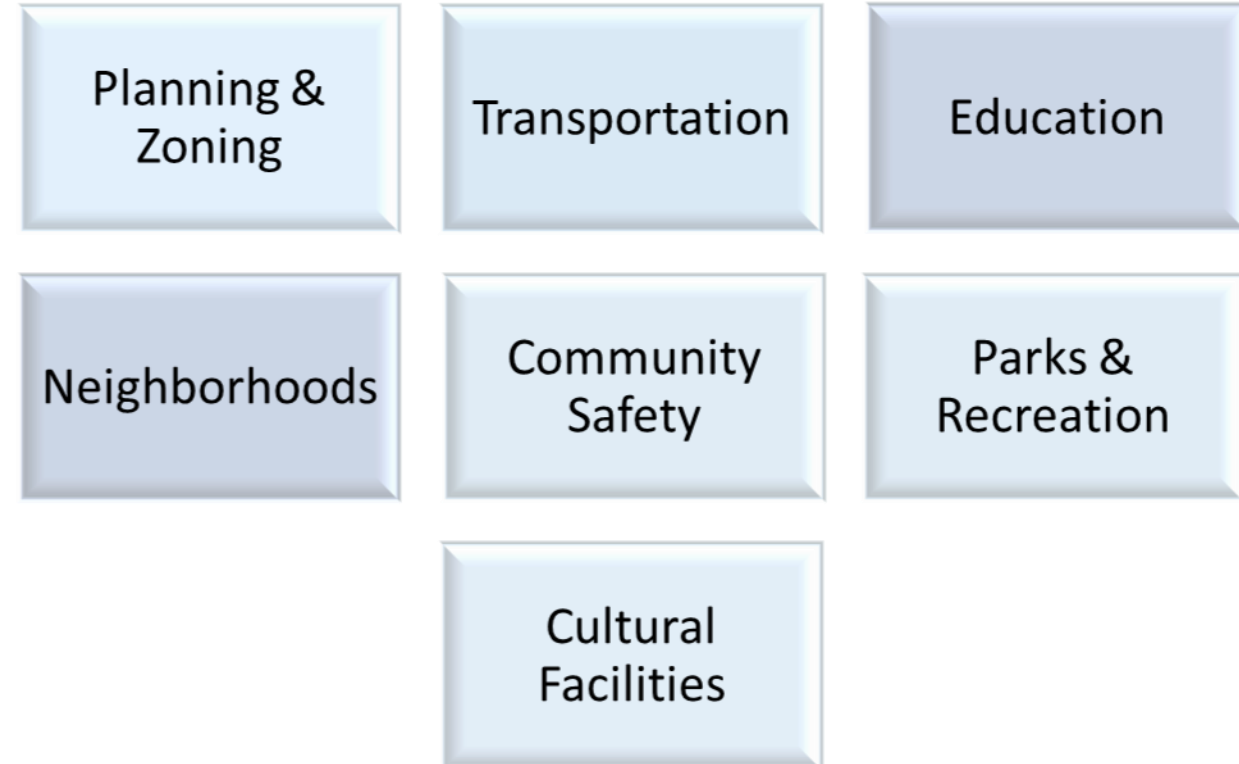 Planning &
Zoning
Transportation
Education
Neighborhoods
Community
Safety
Parks &
Recreation
Cultural
Facilities